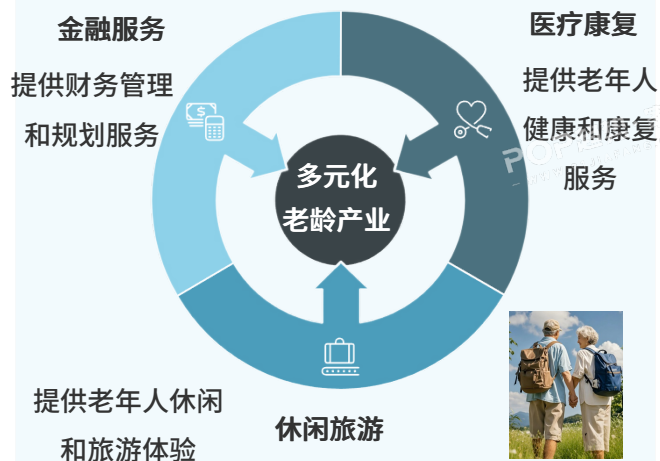 金融服务
提供财务管理
和规划服务
医疗康复
提供老年人
健康和康复
服务
多元化
老龄产业
提供老年人休闲
和旅游体验
休闲旅游